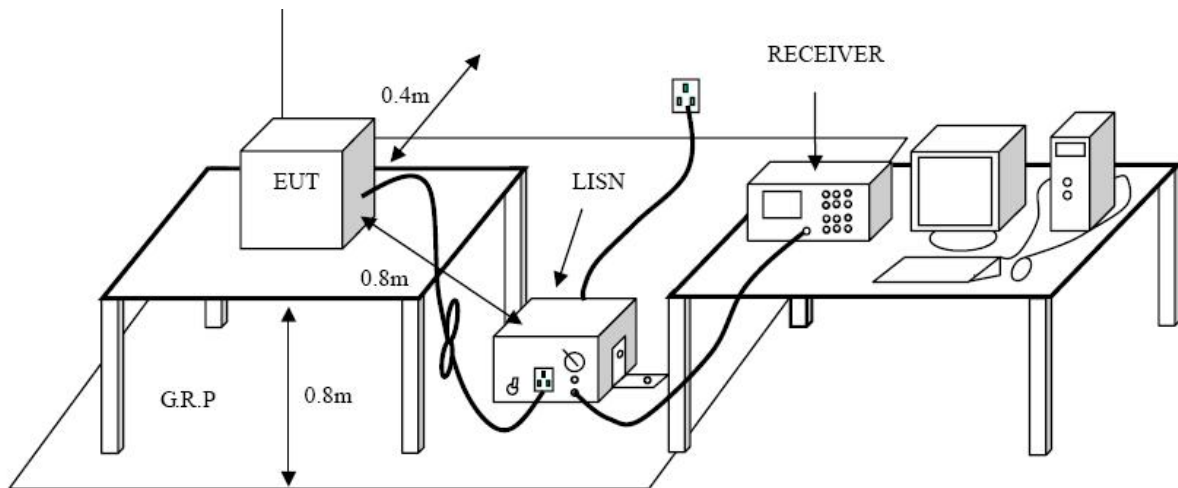 RECEIVER
0.4m
EUT
LISN
0.8m
G.R.P
0.8m